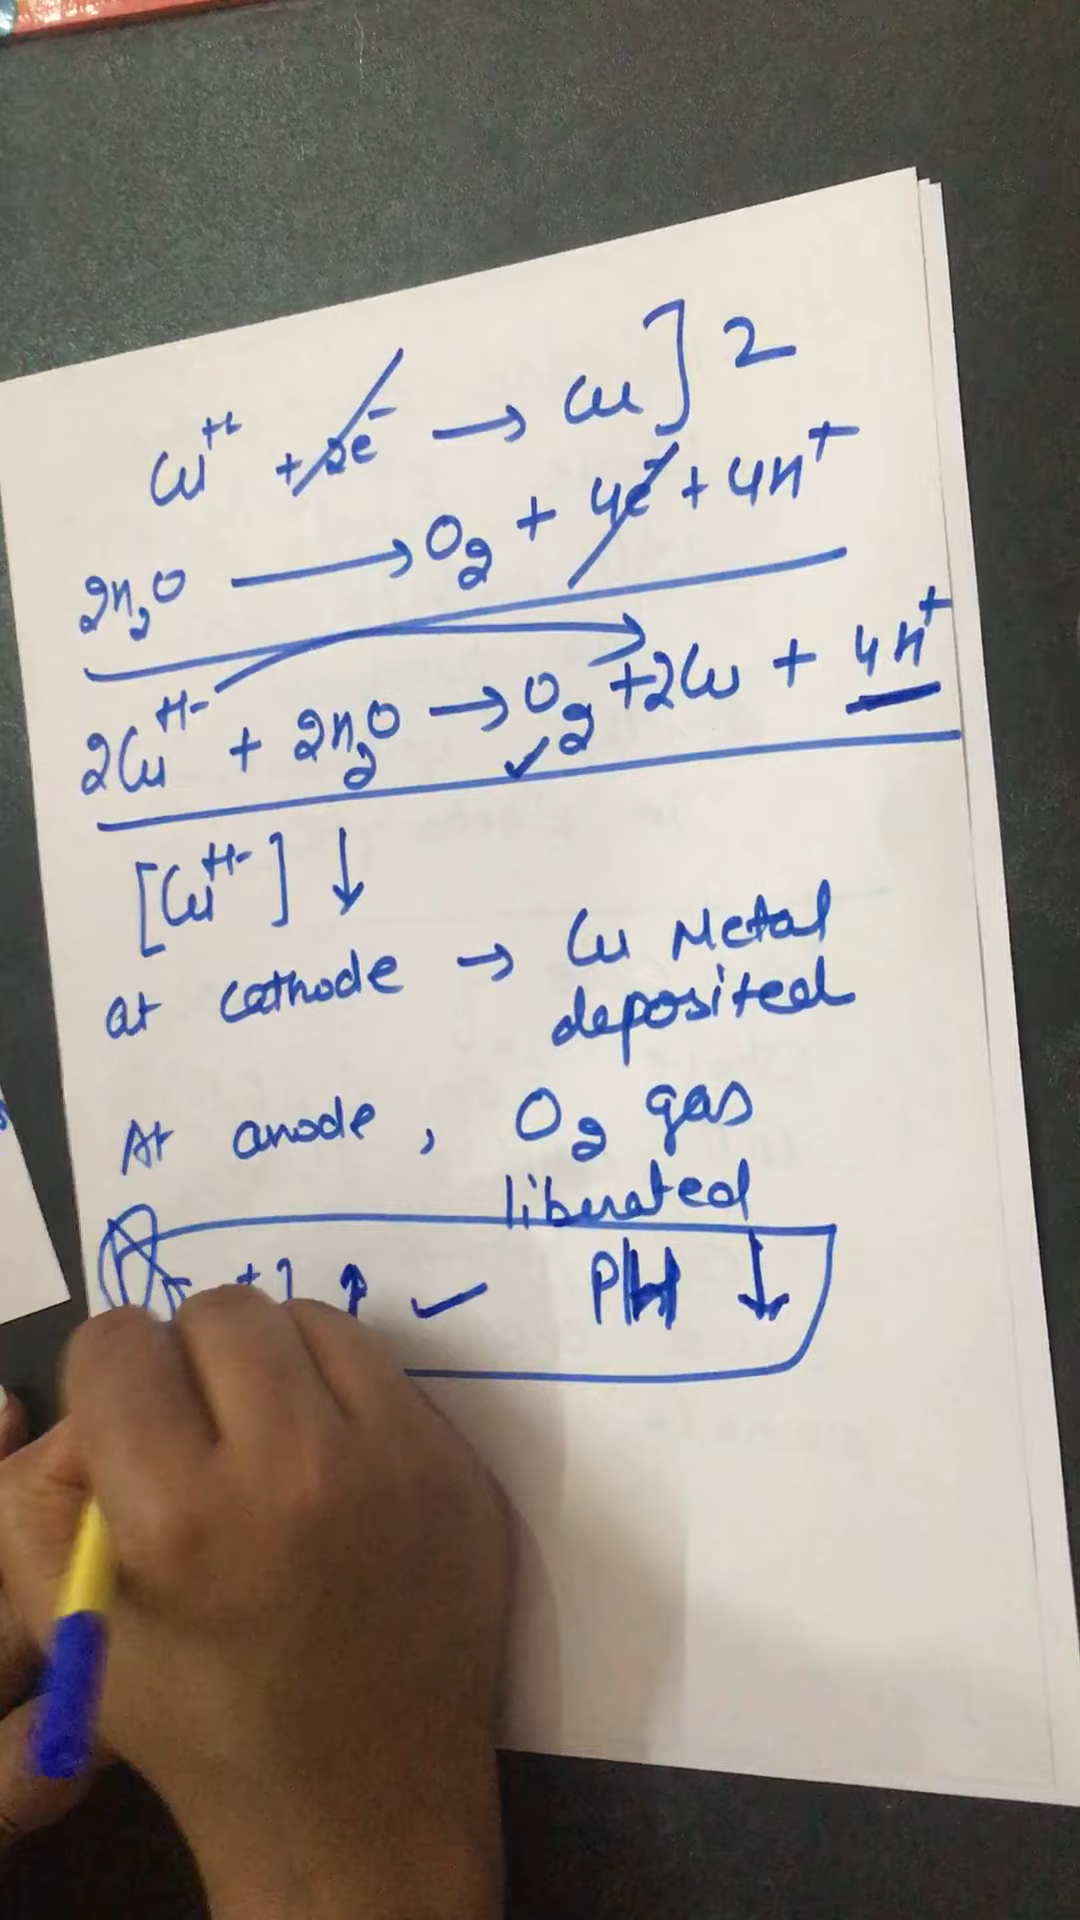 Cu⁺⁺ + 2e⁻ → Cu] 2
2H₂O → O₂ + 4e⁻ + 4H⁺
2Cu⁺⁺ + 2H₂O → O₂ + 2Cu + 4H⁺
[Cu⁺⁺] ↓
at cathode → Cu Metal
deposited
At anode, O₂ gas
liberated
+] ↑ ✓ PH ↓